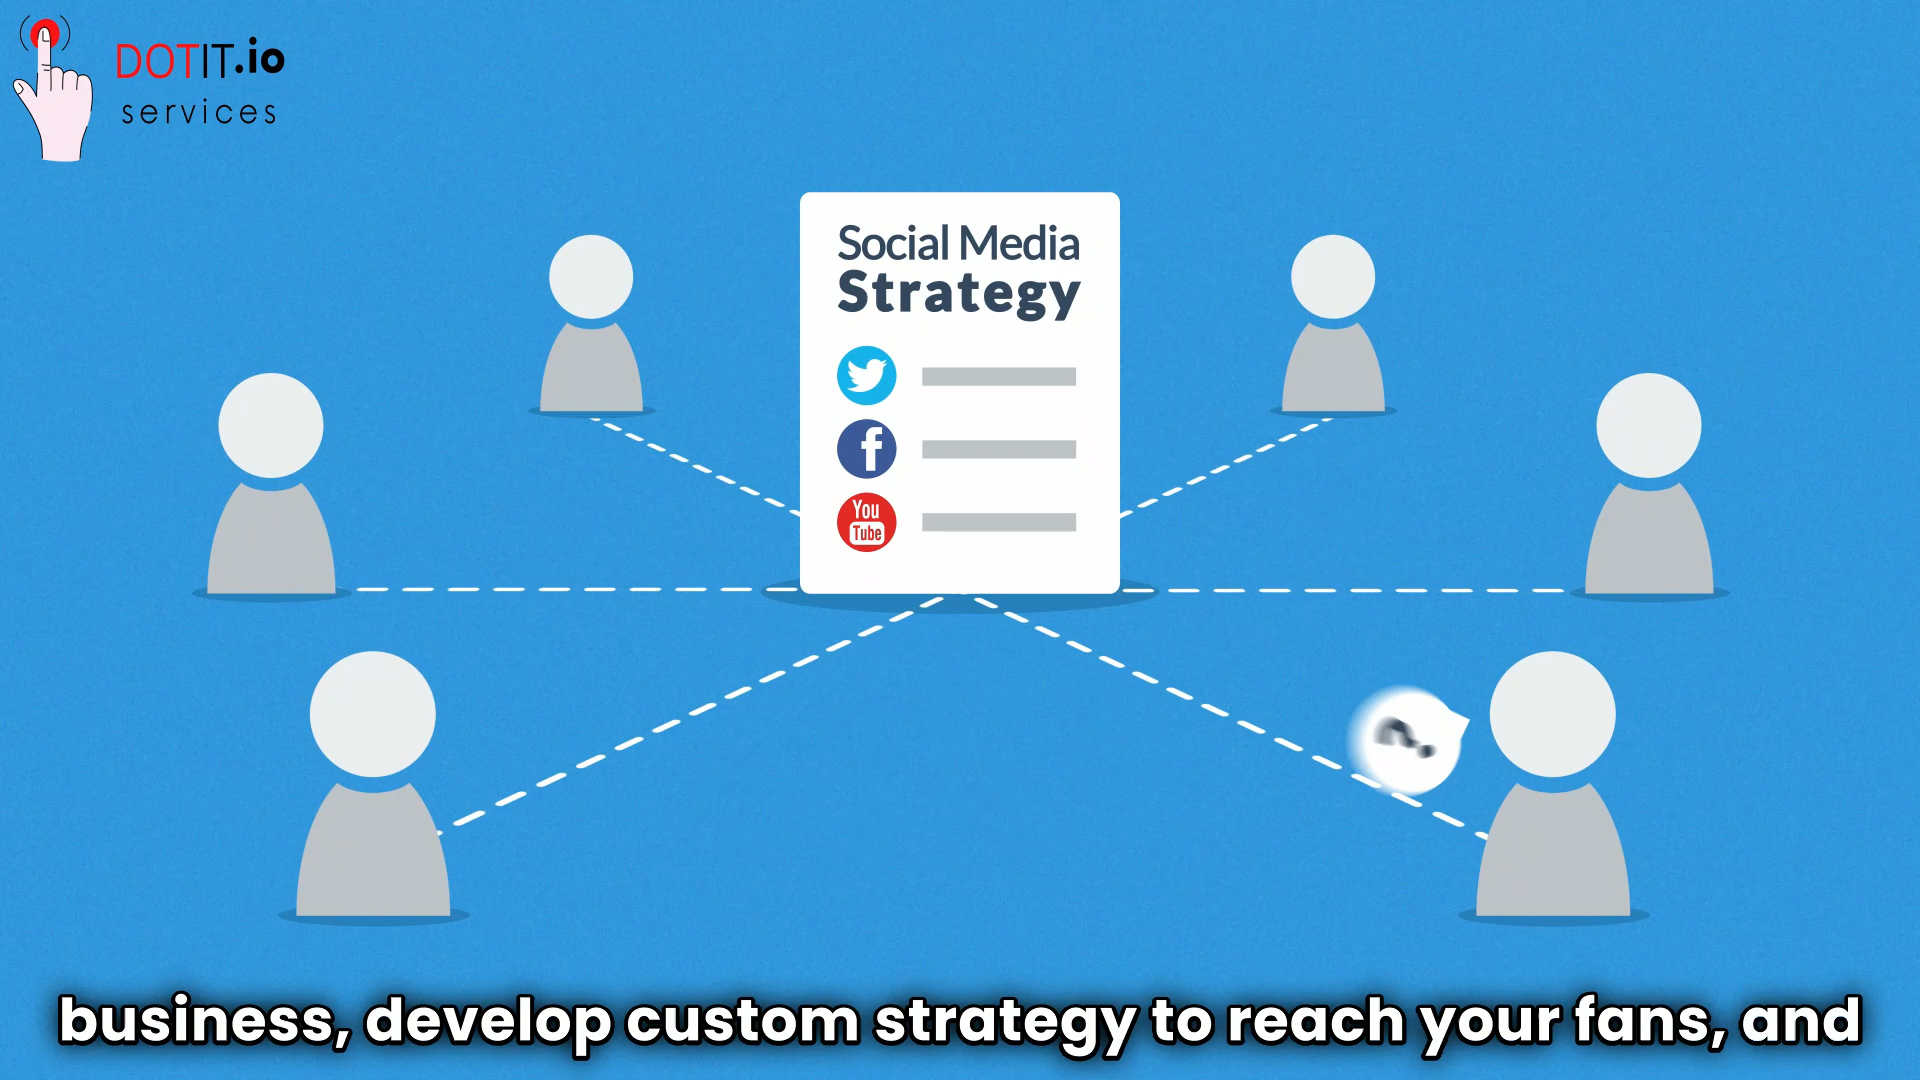 DOTIT.io
services
Social Media
Strategy
You
Tube
business, develop custom strategy to reach your fans, and